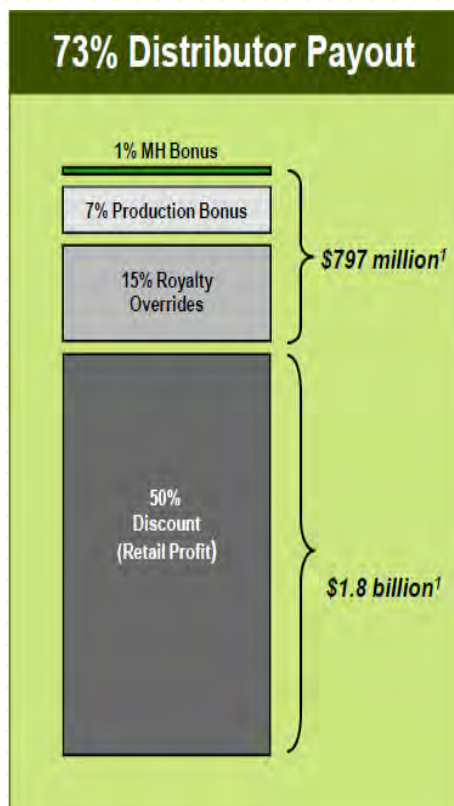 73% Distributor Payout
1% MH Bonus
7% Production Bonus
$797 million¹
15% Royalty
Overrides
50%
Discount
(Retail Profit)
$1.8 billion¹